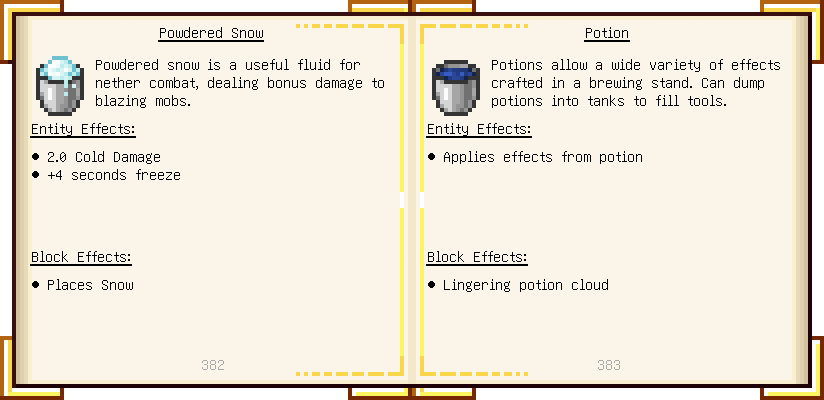 Powdered Snow
Powdered snow is a useful fluid for
nether combat, dealing bonus damage to
blazing mobs.
Entity Effects:
● 2.0 Cold Damage
● +4 seconds freeze
Block Effects:
● Places Snow
382
Potion
Potions allow a wide variety of effects
crafted in a brewing stand. Can dump
potions into tanks to fill tools.
Entity Effects:
● Applies effects from potion
Block Effects:
● Lingering potion cloud
383